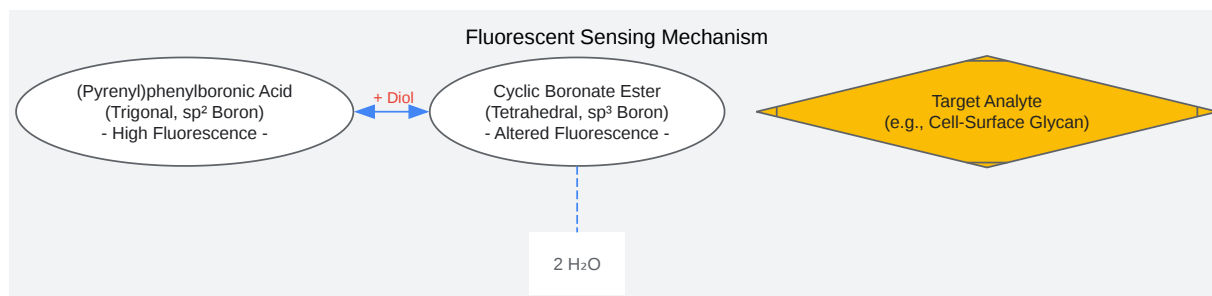 Fluorescent Sensing Mechanism
(Pyrenyl)phenylboronic Acid
(Trigonal, sp² Boron)
- High Fluorescence -
+ Diol
Cyclic Boronate Ester
(Tetrahedral, sp³ Boron)
- Altered Fluorescence -
Target Analyte
(e.g., Cell-Surface Glycan)
2 H₂O